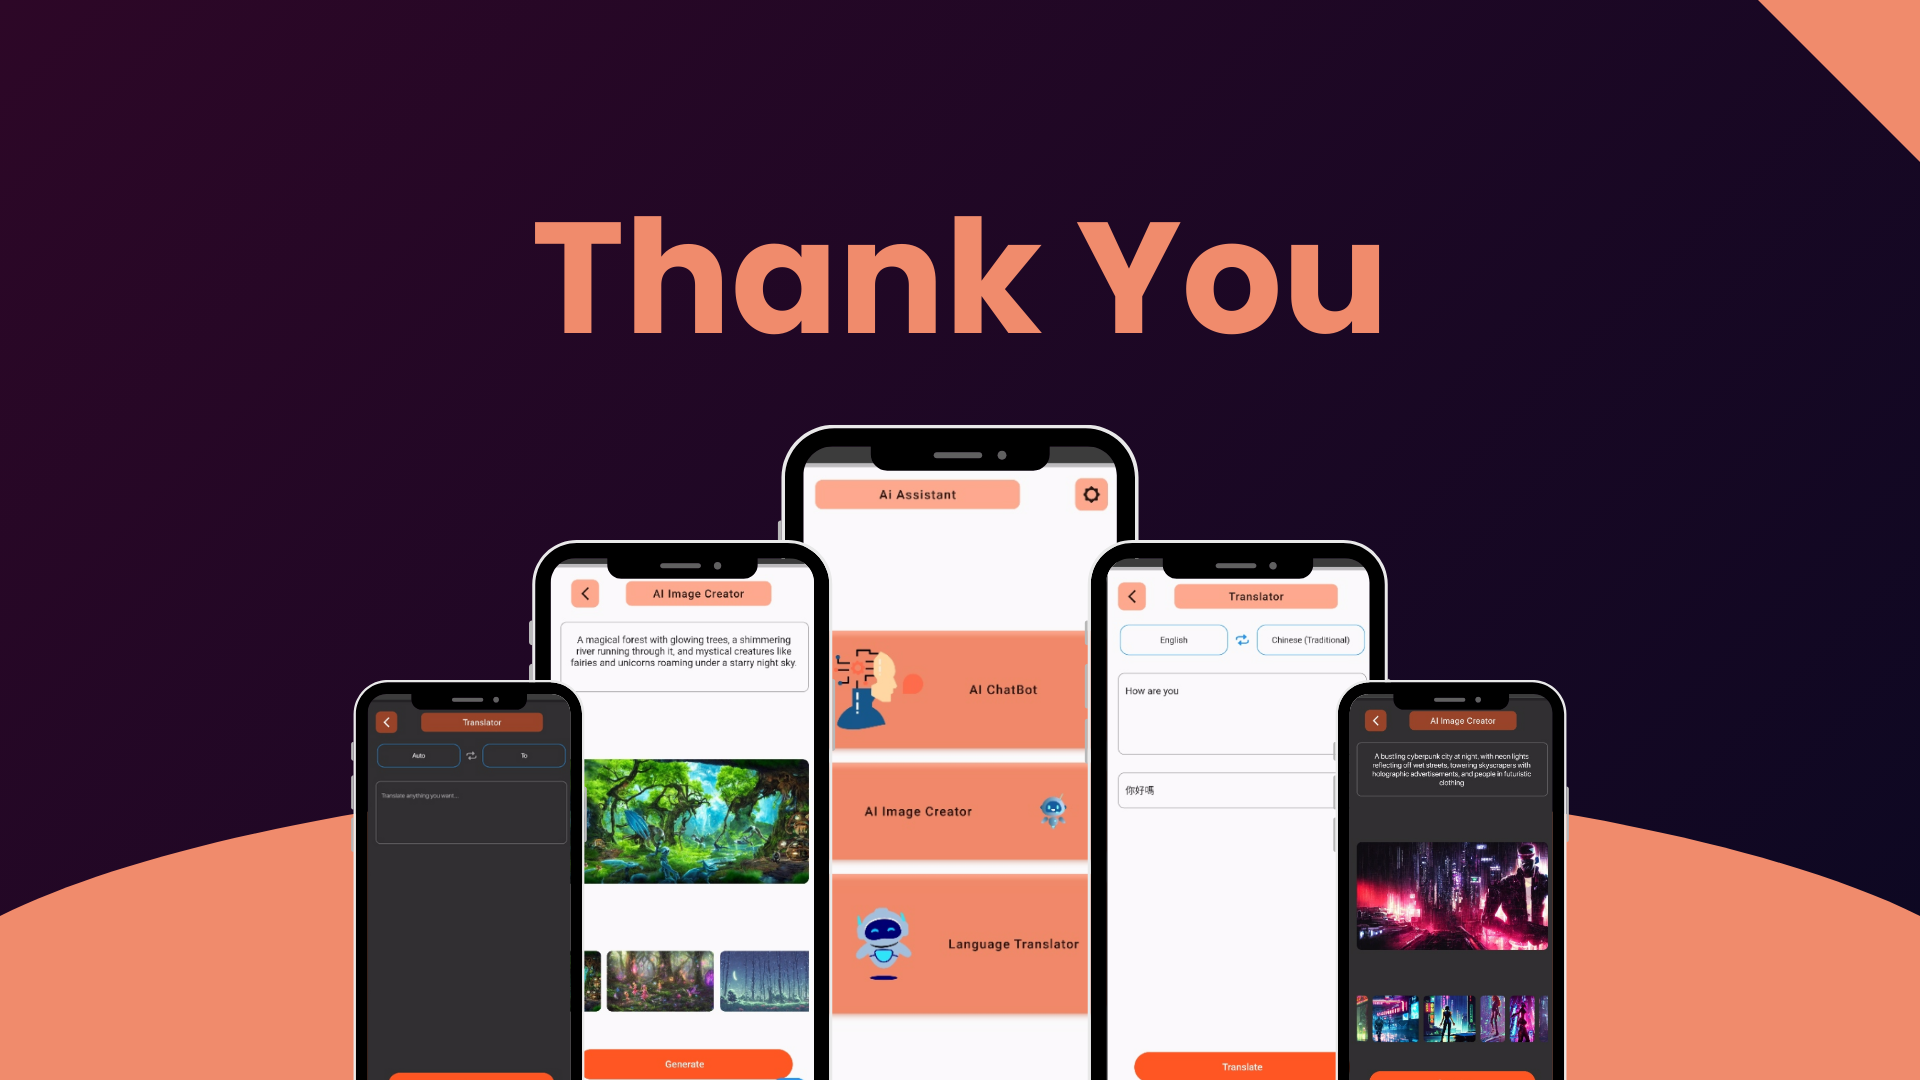 Thank You
Ai Assistant
AI ChatBot
AI Image Creator
Language Translator
AI Image Creator
A magical forest with glowing trees, a shimmering
river running through it, and mystical creatures like
fairies and unicorns roaming under a starry night sky.
Generate
Translator
English
Chinese (Traditional)
How are you
你好嗎
Translate
Translator
Auto
To
Translate anything you want...
AI Image Creator
A bustling cyberpunk city at night, with neon lights
reflecting off wet streets, towering skyscrapers with
holographic advertisements, and people in futuristic
clothing